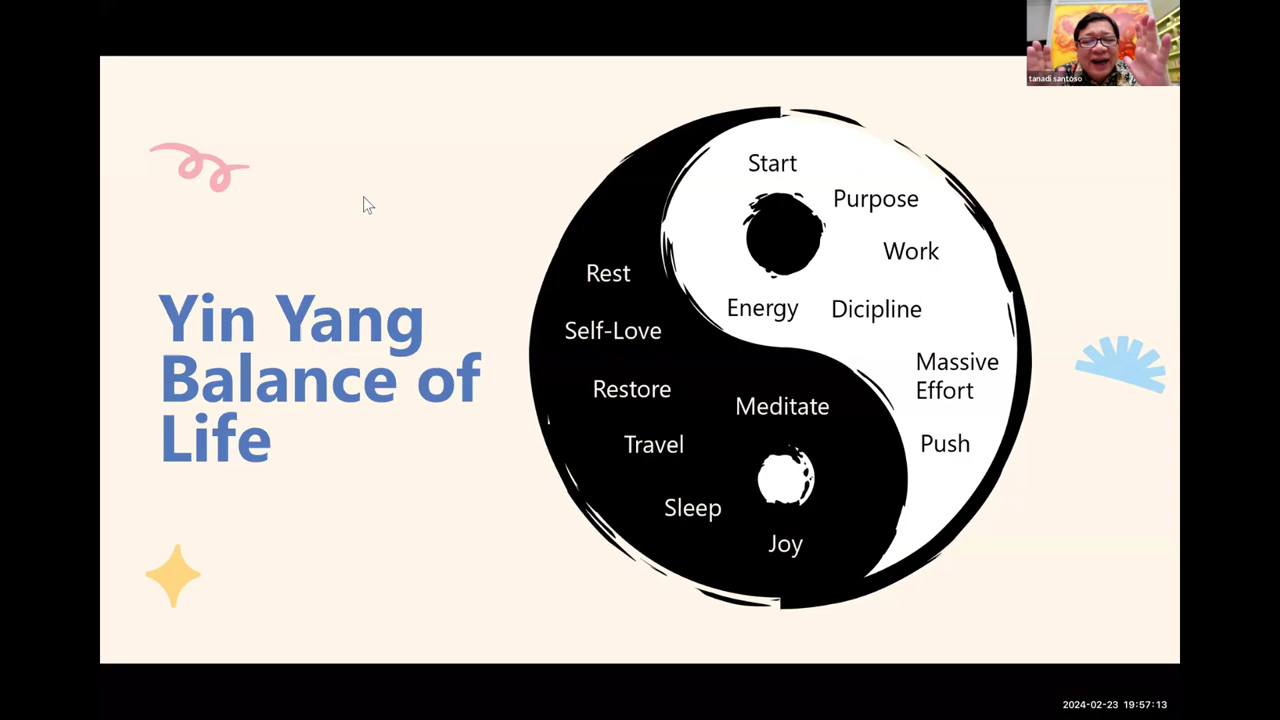 tanadi santoso
Yin Yang
Balance of
Life
Start
Purpose
Work
Energy
Dicipline
Massive
Effort
Push
Rest
Self-Love
Restore
Meditate
Travel
Sleep
Joy
2024-02-23 19:57:13